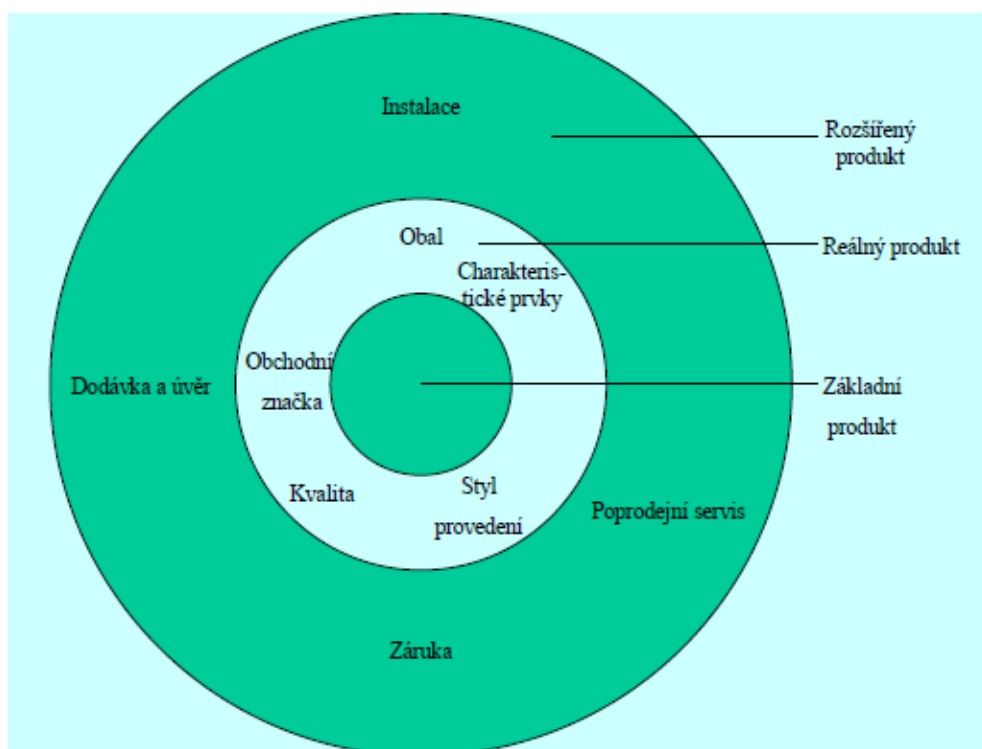 Instalace
Rozšířený
produkt
Obal
Reálný produkt
Charakteris-
tické prvky
Obchodní
značka
Dodávka a úvěr
Základní
produkt
Kvalita
Styl
provedení
Poprodejní servis
Záruka